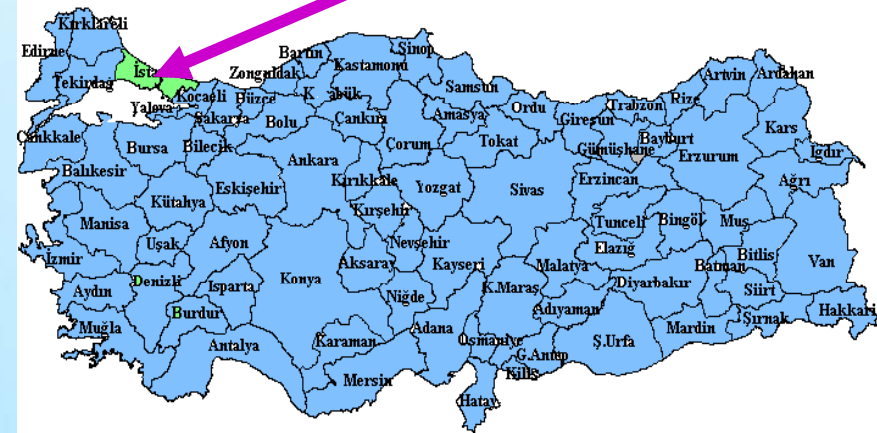 Kırklareli
Edirne
Tekirdağ
İsta
Kocaeli
Yalova
Sakarya
Düzce
Zonguldak
Bartın
K abük
Kastamonu
Sinop
Samsun
Ordu
Giresun
Trabzon
Rize
Artvin
Ardahan
Çankkale
Balıkesir
Bursa
Bilecik
Bolu
Çankırı
Çorum
Amasya
Tokat
Gümüşhane
Bayburt
Erzurum
Kars
Igdır
Ağrı
Kütahya
Eskişehir
Ankara
Kırıkkale
Yozgat
Sivas
Erzincan
Manisa
Uşak
Afyon
Kırşehir
Nevşehir
Kayseri
Tunceli
Bingöl
Muş
Elazığ
Bitlis
Van
İzmir
Aydın
Denizli
Isparta
Burdur
Konya
Aksaray
Niğde
K.Maraş
Malatya
Adıyaman
Diyarbakır
Batman
Siirt
Hakkari
Şırnak
Mardin
Muğla
Antalya
Karaman
Mersin
Adana
Osmaniye
G.Antep
Kilis
Ş.Urfa
Hatay